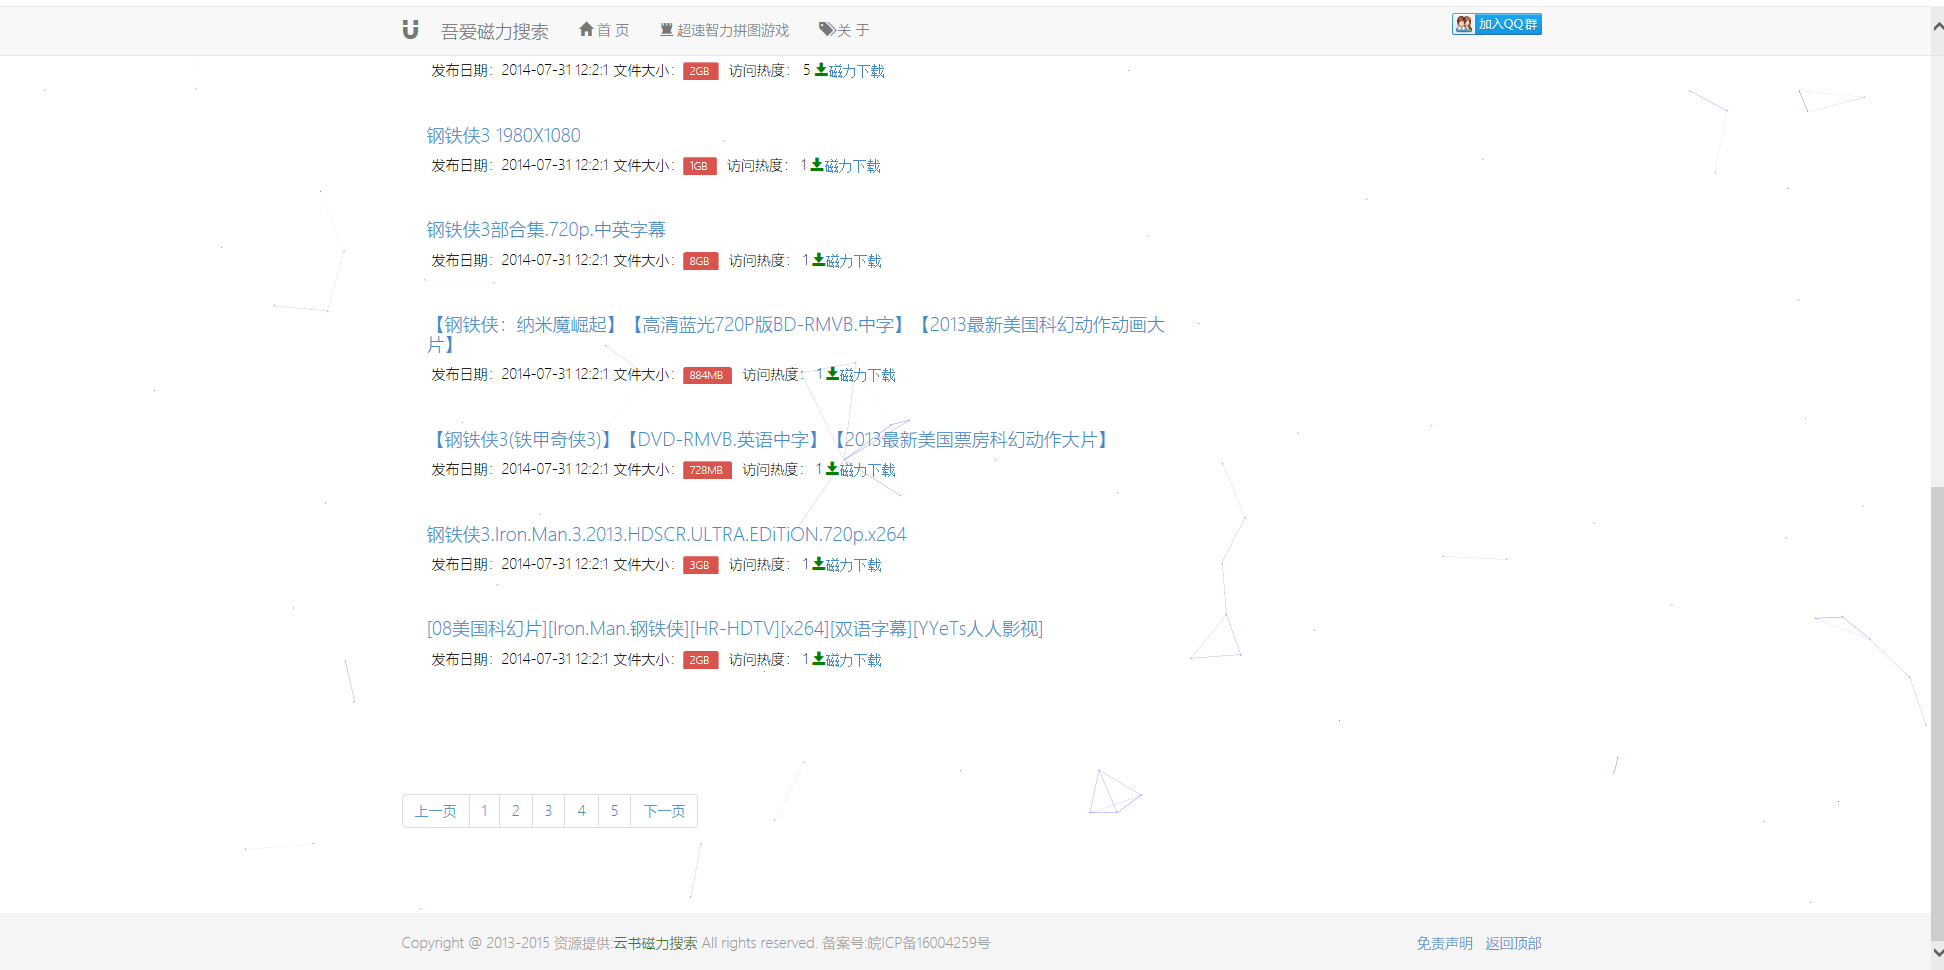 吾爱磁力搜索 首 页 超速智力拼图游戏 关 于 加入QQ群
发布日期：2014-07-31 12:2:1 文件大小：2GB 访问热度： 5 磁力下载
钢铁侠3 1980X1080
发布日期：2014-07-31 12:2:1 文件大小：1GB 访问热度： 1 磁力下载
钢铁侠3部合集.720p.中英字幕
发布日期：2014-07-31 12:2:1 文件大小：8GB 访问热度： 1 磁力下载
【钢铁侠：纳米魔崛起】【高清蓝光720P版BD-RMVB.中字】【2013最新美国科幻动作动画大
片】
发布日期：2014-07-31 12:2:1 文件大小：884MB 访问热度： 1 磁力下载
【钢铁侠3(铁甲奇侠3)】【DVD-RMVB.英语中字】【2013最新美国票房科幻动作大片】
发布日期：2014-07-31 12:2:1 文件大小：728MB 访问热度： 1 磁力下载
钢铁侠3.Iron.Man.3.2013.HDSCR.ULTRA.EDiTiON.720p.x264
发布日期：2014-07-31 12:2:1 文件大小：3GB 访问热度： 1 磁力下载
[08美国科幻片][Iron.Man.钢铁侠][HR-HDTV][x264][双语字幕][YYeTs人人影视]
发布日期：2014-07-31 12:2:1 文件大小：2GB 访问热度： 1 磁力下载
上一页 1 2 3 4 5 下一页
Copyright @ 2013-2015 资源提供:云书磁力搜索 All rights reserved. 备案号:皖ICP备16004259号 免责声明 返回顶部